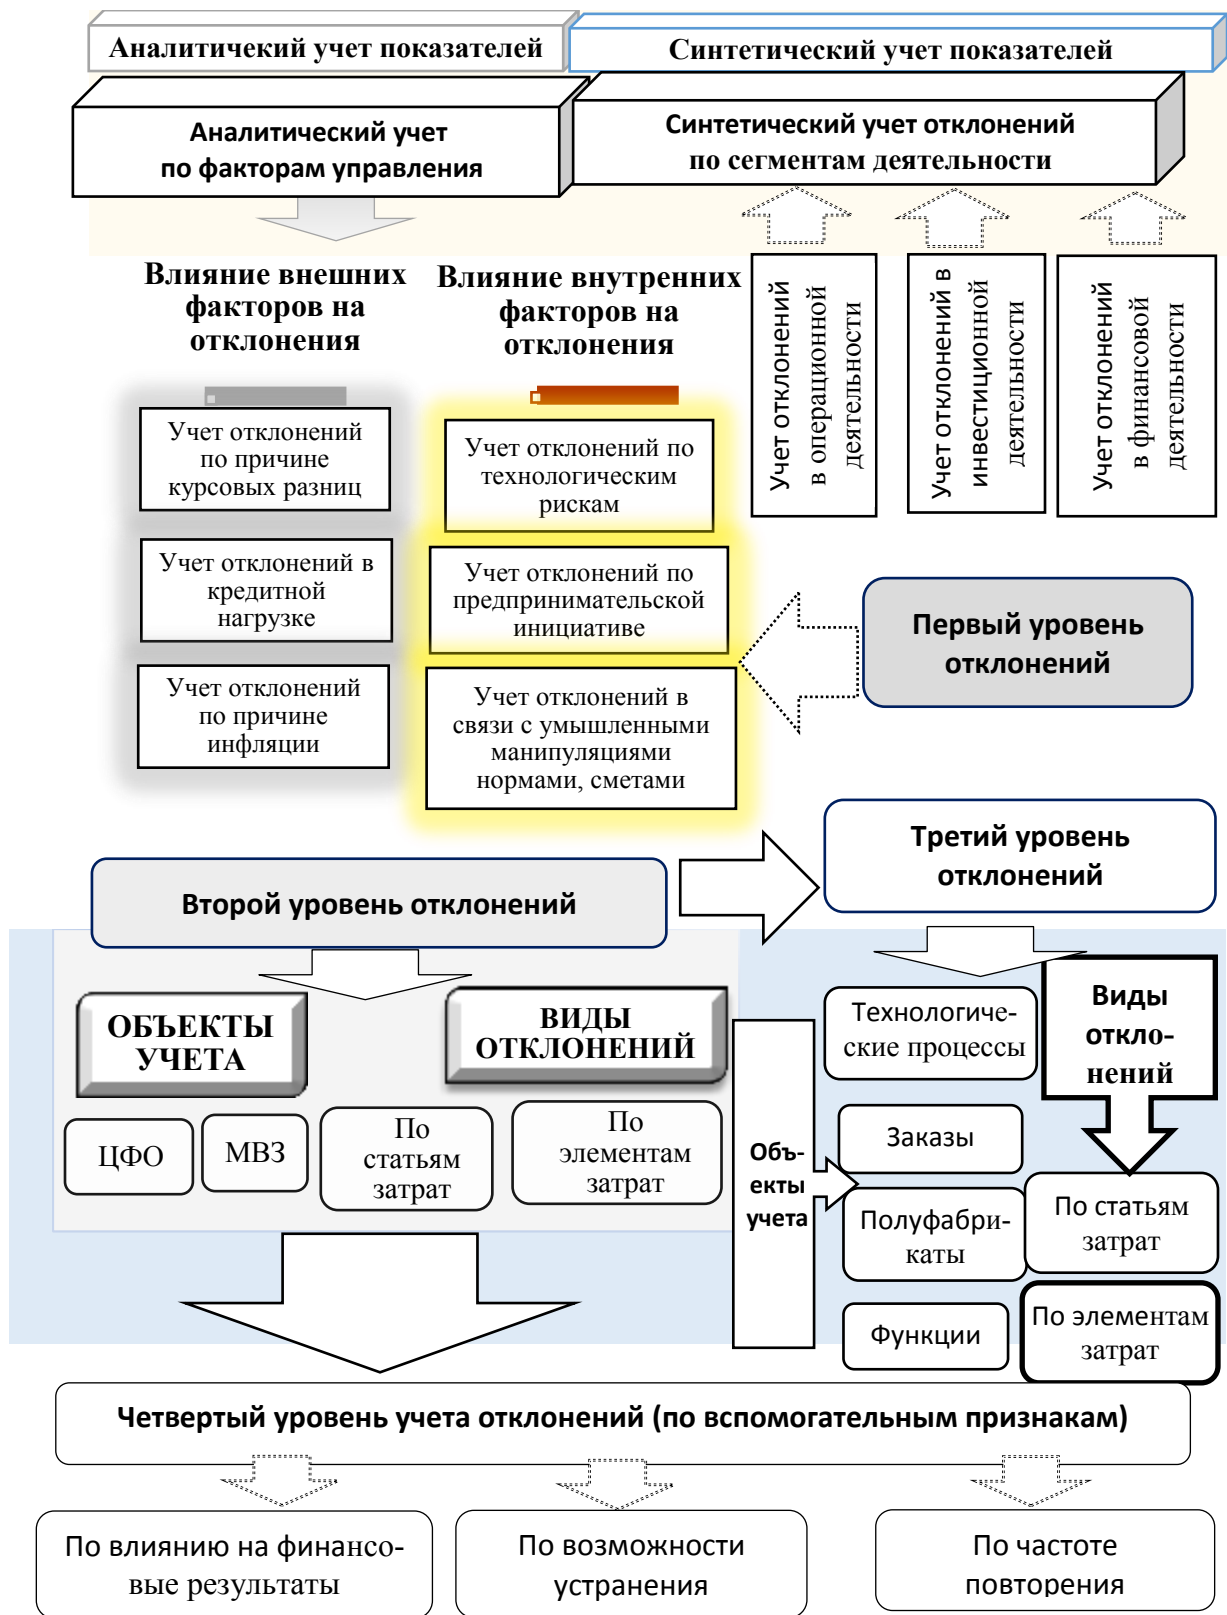 Аналитичекий учет показателей
Синтетический учет показателей
Аналитический учет
по факторам управления
Синтетический учет отклонений
по сегментам деятельности
Влияние внешних
факторов на
отклонения
Влияние внутренних
факторов на
отклонения
Учет отклонений
в операционной
деятельности
Учет отклонений в
инвестиционной
деятельности
Учет отклонений
в финансовой
деятельности
Учет отклонений
по причине
курсовых разниц
Учет отклонений в
кредитной
нагрузке
Учет отклонений
по причине
инфляции
Учет отклонений по
технологическим
рискам
Учет отклонений по
предпринимательской
инициативе
Учет отклонений в
связи с умышленными
манипуляциями
нормами, сметами
Первый уровень
отклонений
Второй уровень отклонений
Третий уровень
отклонений
ОБЪЕКТЫ
УЧЕТА
ВИДЫ
ОТКЛОНЕНИЙ
ЦФО
МВЗ
По
статьям
затрат
По
элементам
затрат
Объ-
екты
учета
Технологиче-
ские процессы
Заказы
Полуфабри-
каты
Функции
Виды
откло-
нений
По статьям
затрат
По элементам
затрат
Четвертый уровень учета отклонений (по вспомогательным признакам)
По влиянию на финансо-
вые результаты
По возможности
устранения
По частоте
повторения